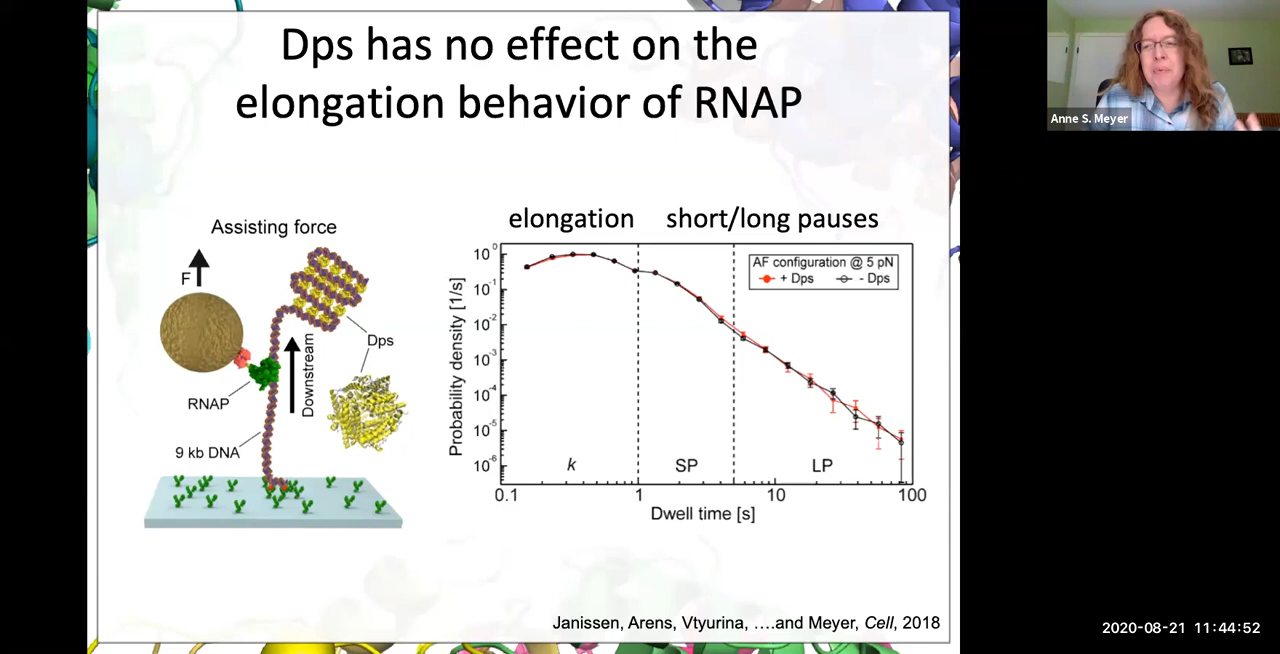 Dps has no effect on the
elongation behavior of RNAP
Anne S. Meyer
Assisting force
F
Downstream
Dps
RNAP
9 kb DNA
elongation short/long pauses
AF configuration @ 5 pN
+ Dps - Dps
Probability density [1/s]
10^0
10^-1
10^-2
10^-3
10^-4
10^-5
10^-6
k SP LP
0.1 1 10 100
Dwell time [s]
Janissen, Arens, Vtyurina, ....and Meyer, Cell, 2018
2020-08-21 11:44:52